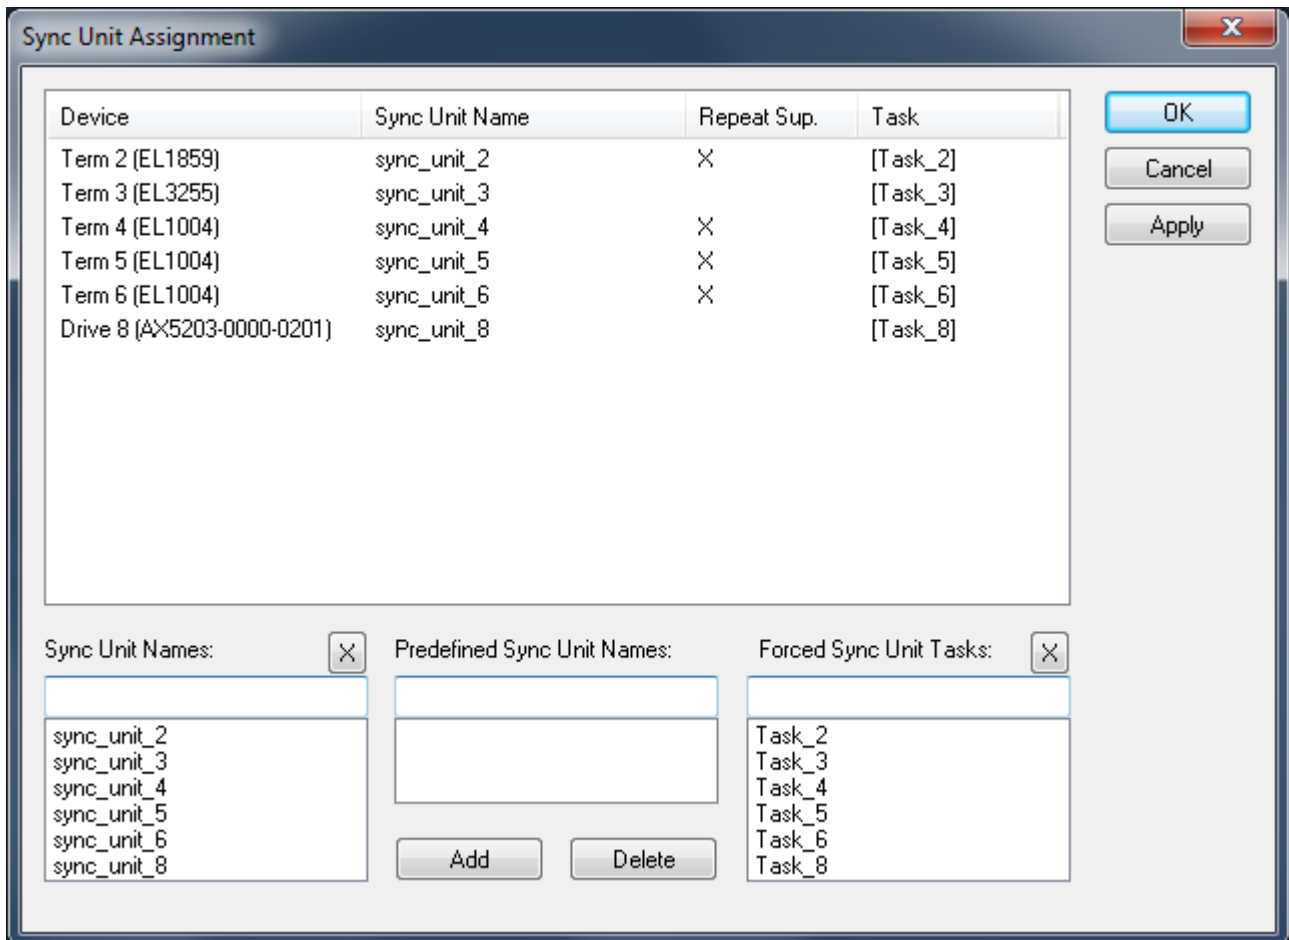 Sync Unit Assignment
X
Device Sync Unit Name Repeat Sup. Task
Term 2 (EL1859) sync_unit_2 X [Task_2]
Term 3 (EL3255) sync_unit_3 [Task_3]
Term 4 (EL1004) sync_unit_4 X [Task_4]
Term 5 (EL1004) sync_unit_5 X [Task_5]
Term 6 (EL1004) sync_unit_6 X [Task_6]
Drive 8 (AX5203-0000-0201) sync_unit_8 [Task_8]
OK
Cancel
Apply
Sync Unit Names: X
sync_unit_2
sync_unit_3
sync_unit_4
sync_unit_5
sync_unit_6
sync_unit_8
Predefined Sync Unit Names:
Add Delete
Forced Sync Unit Tasks: X
Task_2
Task_3
Task_4
Task_5
Task_6
Task_8